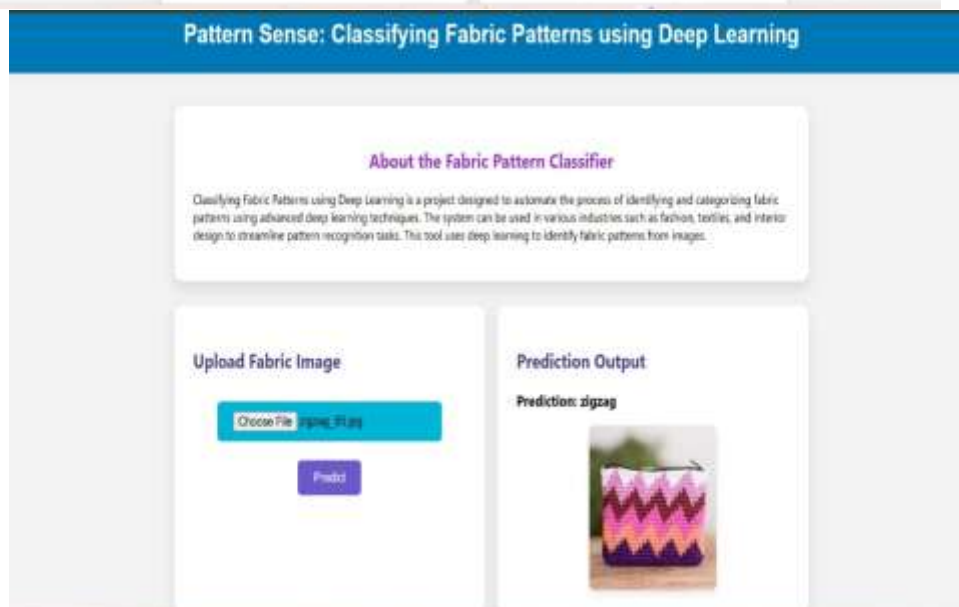 Pattern Sense: Classifying Fabric Patterns using Deep Learning
About the Fabric Pattern Classifier
Classifying Fabric Patterns using Deep Learning is a project designed to automate the process of identifying and categorizing fabric
patterns using advanced deep learning techniques. The system can be used in various industries such as fashion, textiles, and interior
design to streamline pattern recognition tasks. This tool uses deep learning to identify fabric patterns from images.
Upload Fabric Image
Choose File
Predict
Prediction Output
Prediction: zigzag